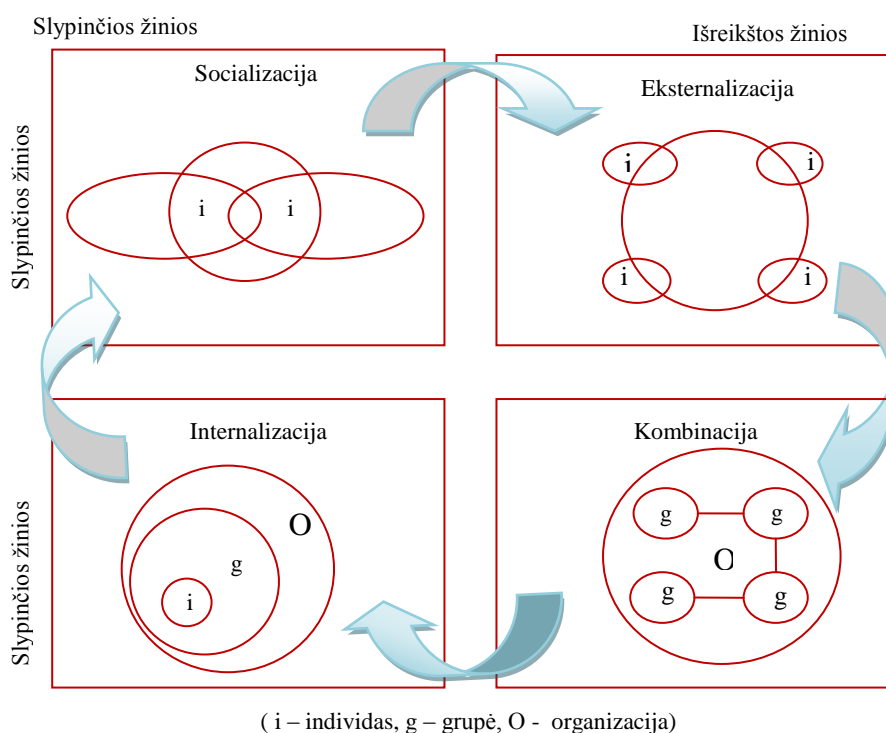 Slypinčios žinios
Išreikštos žinios
Slypinčios žinios
Socializacija
i
i
Eksternalizacija
i
i
i
i
Slypinčios žinios
Internalizacija
O
g
i
Kombinacija
g
g
O
g
g
( i – individas, g – grupė, O - organizacija)